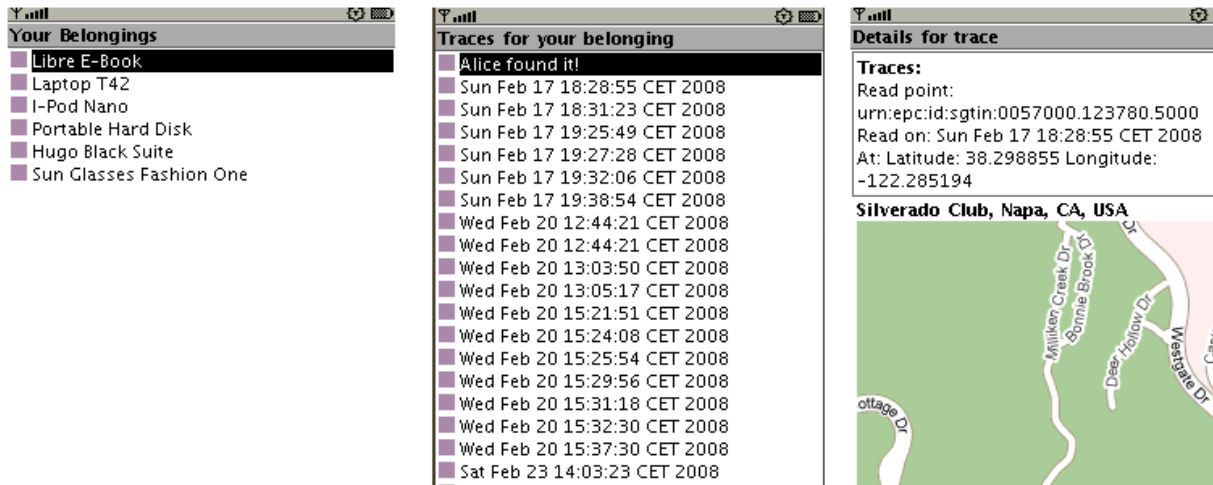 Your Belongings
Libre E-Book
Laptop T42
I-Pod Nano
Portable Hard Disk
Hugo Black Suite
Sun Glasses Fashion One
Traces for your belonging
Alice found it!
Sun Feb 17 18:28:55 CET 2008
Sun Feb 17 18:31:23 CET 2008
Sun Feb 17 19:25:49 CET 2008
Sun Feb 17 19:27:28 CET 2008
Sun Feb 17 19:32:06 CET 2008
Sun Feb 17 19:38:54 CET 2008
Wed Feb 20 12:44:21 CET 2008
Wed Feb 20 12:44:21 CET 2008
Wed Feb 20 13:03:50 CET 2008
Wed Feb 20 13:05:17 CET 2008
Wed Feb 20 15:21:51 CET 2008
Wed Feb 20 15:24:08 CET 2008
Wed Feb 20 15:25:54 CET 2008
Wed Feb 20 15:29:56 CET 2008
Wed Feb 20 15:31:18 CET 2008
Wed Feb 20 15:32:30 CET 2008
Wed Feb 20 15:37:30 CET 2008
Sat Feb 23 14:03:23 CET 2008
Details for trace
Traces:
Read point:
urn:epc:id:sgtin:0057000.123780.5000
Read on: Sun Feb 17 18:28:55 CET 2008
At: Latitude: 38.298855 Longitude:
-122.285194
Silverado Club, Napa, CA, USA
Dr
Milliken Creek Dr
Bonnie Brook D
Deer Hollow Dr
Westgate Dr
ottage Dr